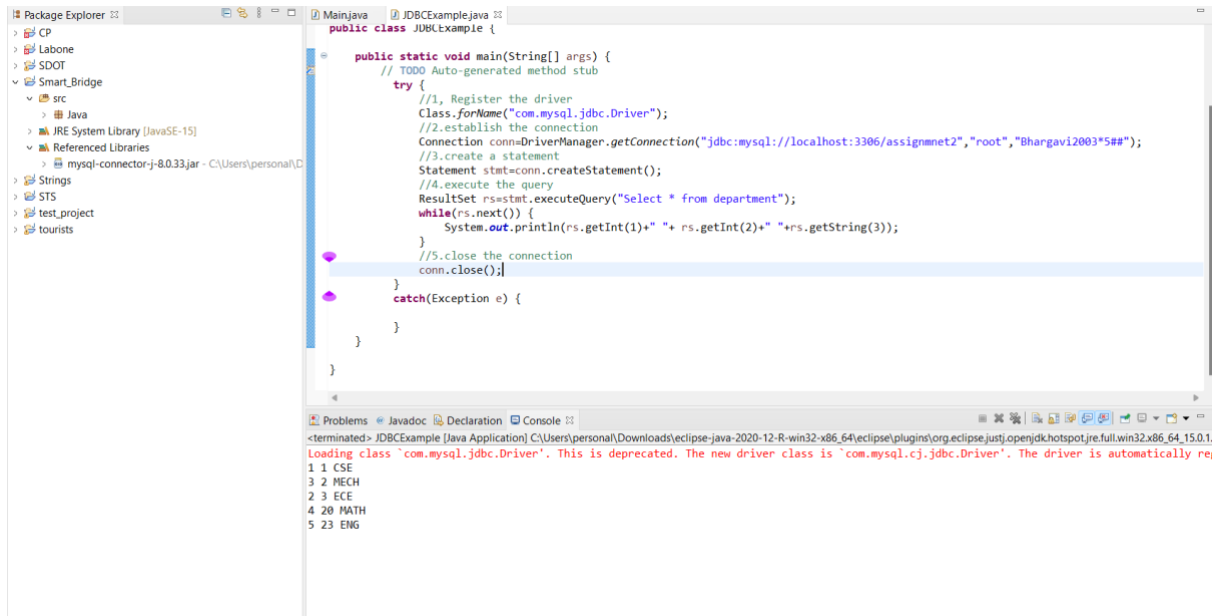 Package Explorer
CP
Labone
SDOT
Smart_Bridge
src
Java
JRE System Library [JavaSE-15]
Referenced Libraries
mysql-connector-j-8.0.33.jar - C:\Users\personal\D
Strings
STS
test_project
tourists
Main.java JDBCExample.java
public class JDBCExample {
public static void main(String[] args) {
// TODO Auto-generated method stub
try {
//1, Register the driver
Class.forName("com.mysql.jdbc.Driver");
//2.establish the connection
Connection conn=DriverManager.getConnection("jdbc:mysql://localhost:3306/assignmnet2","root","Bhargavi2003*5##");
//3.create a statement
Statement stmt=conn.createStatement();
//4.execute the query
ResultSet rs=stmt.executeQuery("Select * from department");
while(rs.next()) {
System.out.println(rs.getInt(1)+" "+ rs.getInt(2)+" "+rs.getString(3));
}
//5.close the connection
conn.close();
}
catch(Exception e) {
}
}
}
Problems Javadoc Declaration Console
<terminated> JDBCExample [Java Application] C:\Users\personal\Downloads\eclipse-java-2020-12-R-win32-x86_64\eclipse\plugins\org.eclipse.justj.openjdk.hotspot.jre.full.win32.x86_64_15.0.1.
Loading class `com.mysql.jdbc.Driver'. This is deprecated. The new driver class is `com.mysql.cj.jdbc.Driver'. The driver is automatically re
1 1 CSE
3 2 MECH
2 3 ECE
4 20 MATH
5 23 ENG